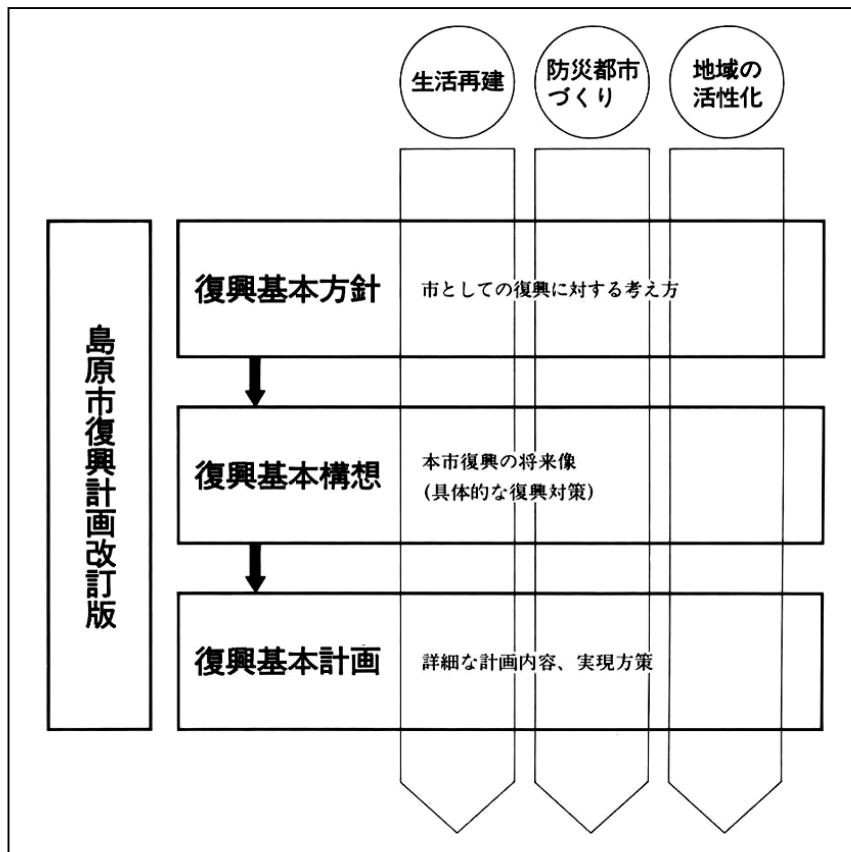 生活再建
防災都市
づくり
地域の
活性化
島原市復興計画改訂版
復興基本方針
市としての復興に対する考え方
復興基本構想
本市復興の将来像
(具体的な復興対策)
復興基本計画
詳細な計画内容、実現方策